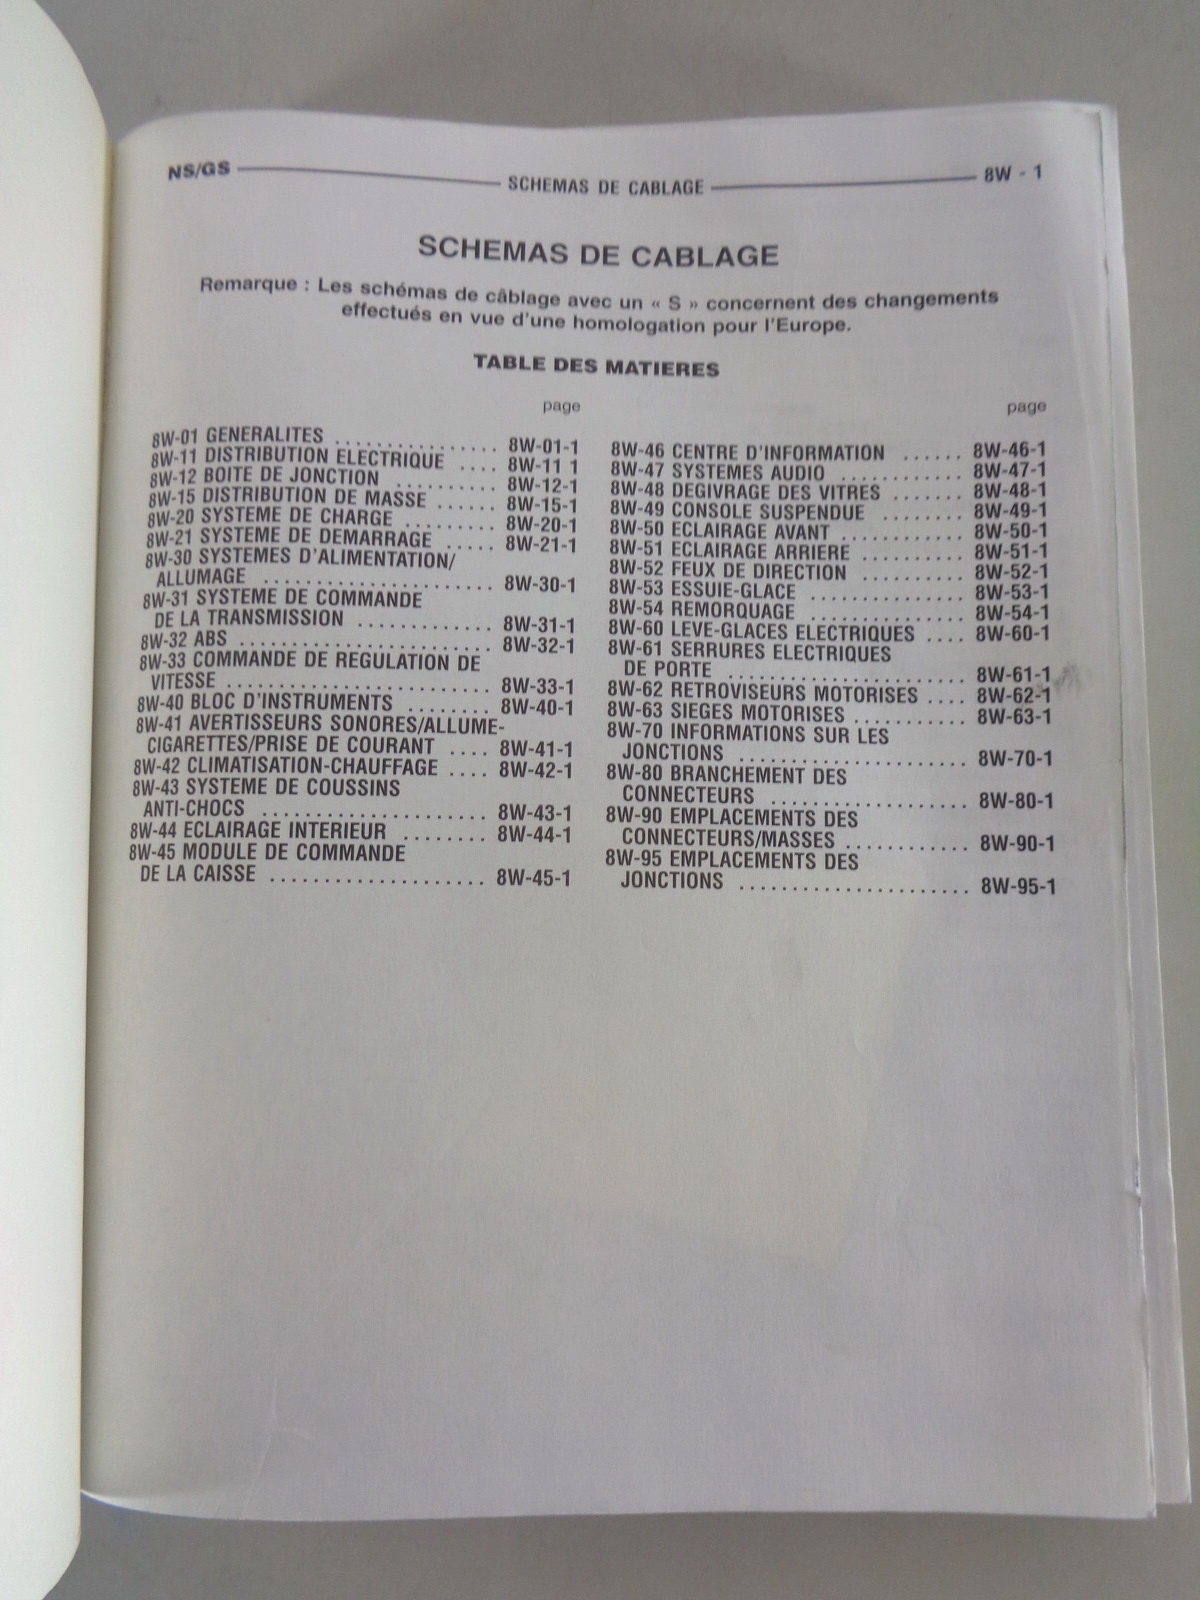 NS/GS SCHEMAS DE CABLAGE 8W - 1
SCHEMAS DE CABLAGE
Remarque : Les schémas de câblage avec un « S » concernent des changements
effectués en vue d'une homologation pour l'Europe.
TABLE DES MATIERES
page
8W-01 GENERALITES .............. 8W-01-1
8W-11 DISTRIBUTION ELECTRIQUE .... 8W-11 1
8W-12 BOITE DE JONCTION .......... 8W-12-1
8W-15 DISTRIBUTION DE MASSE ...... 8W-15-1
8W-20 SYSTEME DE CHARGE ......... 8W-20-1
8W-21 SYSTEME DE DEMARRAGE ..... 8W-21-1
8W-30 SYSTEMES D'ALIMENTATION/
ALLUMAGE ...................... 8W-30-1
8W-31 SYSTEME DE COMMANDE
DE LA TRANSMISSION ............. 8W-31-1
8W-32 ABS ........................ 8W-32-1
8W-33 COMMANDE DE REGULATION DE
VITESSE ......................... 8W-33-1
8W-40 BLOC D'INSTRUMENTS ........ 8W-40-1
8W-41 AVERTISSEURS SONORES/ALLUME-
CIGARETTES/PRISE DE COURANT .... 8W-41-1
8W-42 CLIMATISATION-CHAUFFAGE .... 8W-42-1
8W-43 SYSTEME DE COUSSINS
ANTI-CHOCS ...................... 8W-43-1
8W-44 ECLAIRAGE INTERIEUR ........ 8W-44-1
8W-45 MODULE DE COMMANDE
DE LA CAISSE .................... 8W-45-1
page
8W-46 CENTRE D'INFORMATION ...... 8W-46-1
8W-47 SYSTEMES AUDIO ............ 8W-47-1
8W-48 DEGIVRAGE DES VITRES ....... 8W-48-1
8W-49 CONSOLE SUSPENDUE ........ 8W-49-1
8W-50 ECLAIRAGE AVANT ............ 8W-50-1
8W-51 ECLAIRAGE ARRIERE .......... 8W-51-1
8W-52 FEUX DE DIRECTION .......... 8W-52-1
8W-53 ESSUIE-GLACE .............. 8W-53-1
8W-54 REMORQUAGE .............. 8W-54-1
8W-60 LEVE-GLACES ELECTRIQUES .... 8W-60-1
8W-61 SERRURES ELECTRIQUES
DE PORTE ....................... 8W-61-1
8W-62 RETROVISEURS MOTORISES .... 8W-62-1
8W-63 SIEGES MOTORISES ........... 8W-63-1
8W-70 INFORMATIONS SUR LES
JONCTIONS ...................... 8W-70-1
8W-80 BRANCHEMENT DES
CONNECTEURS ................... 8W-80-1
8W-90 EMPLACEMENTS DES
CONNECTEURS/MASSES ............ 8W-90-1
8W-95 EMPLACEMENTS DES
JONCTIONS ...................... 8W-95-1